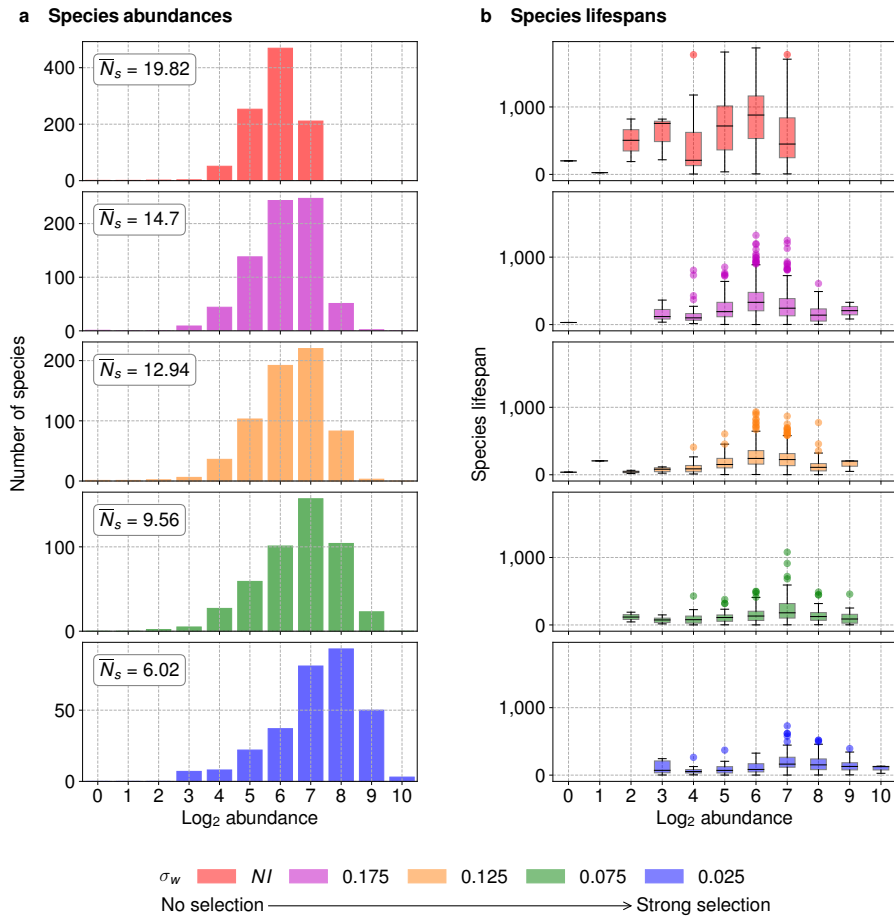 a Species abundances
b Species lifespans
400
200
0
N̅s = 19.82
1,000
0
200
100
0
N̅s = 14.7
1,000
0
200
100
0
N̅s = 12.94
1,000
0
100
0
N̅s = 9.56
1,000
0
50
0
N̅s = 6.02
1,000
0
Number of species
Species lifespan
0 1 2 3 4 5 6 7 8 9 10
Log₂ abundance
0 1 2 3 4 5 6 7 8 9 10
Log₂ abundance
σw NI 0.175 0.125 0.075 0.025
No selection Strong selection